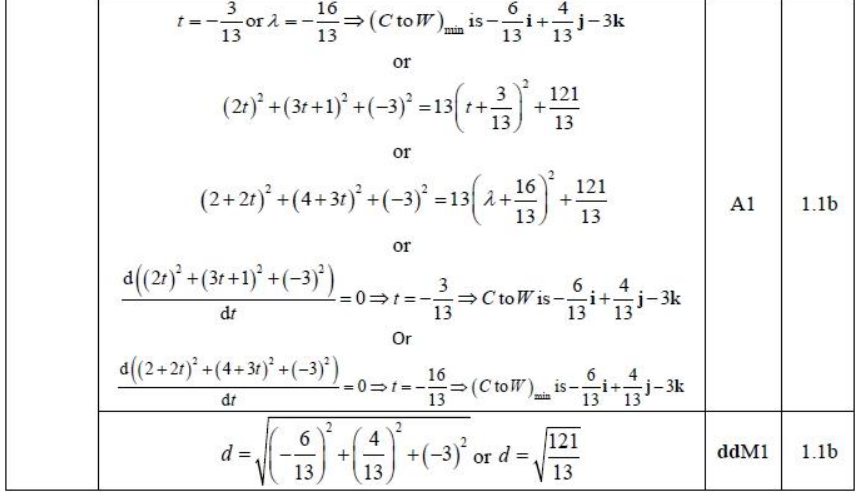 t = −3/13 or λ = −16/13 ⇒ (C to W)min is −6/13 i + 4/13 j − 3k
or
(2t)² + (3t+1)² + (−3)² = 13(t + 3/13)² + 121/13
or
(2+2t)² + (4+3t)² + (−3)² = 13(λ + 16/13)² + 121/13
A1 1.1b
or
d((2t)² + (3t+1)² + (−3)²)/dt = 0 ⇒ t = −3/13 ⇒ C to W is −6/13 i + 4/13 j − 3k
Or
d((2+2t)² + (4+3t)² + (−3)²)/dt = 0 ⇒ t = −16/13 ⇒ (C to W)min is −6/13 i + 4/13 j − 3k
d = √((−6/13)² + (4/13)² + (−3)²) or d = √(121/13) ddM1 1.1b